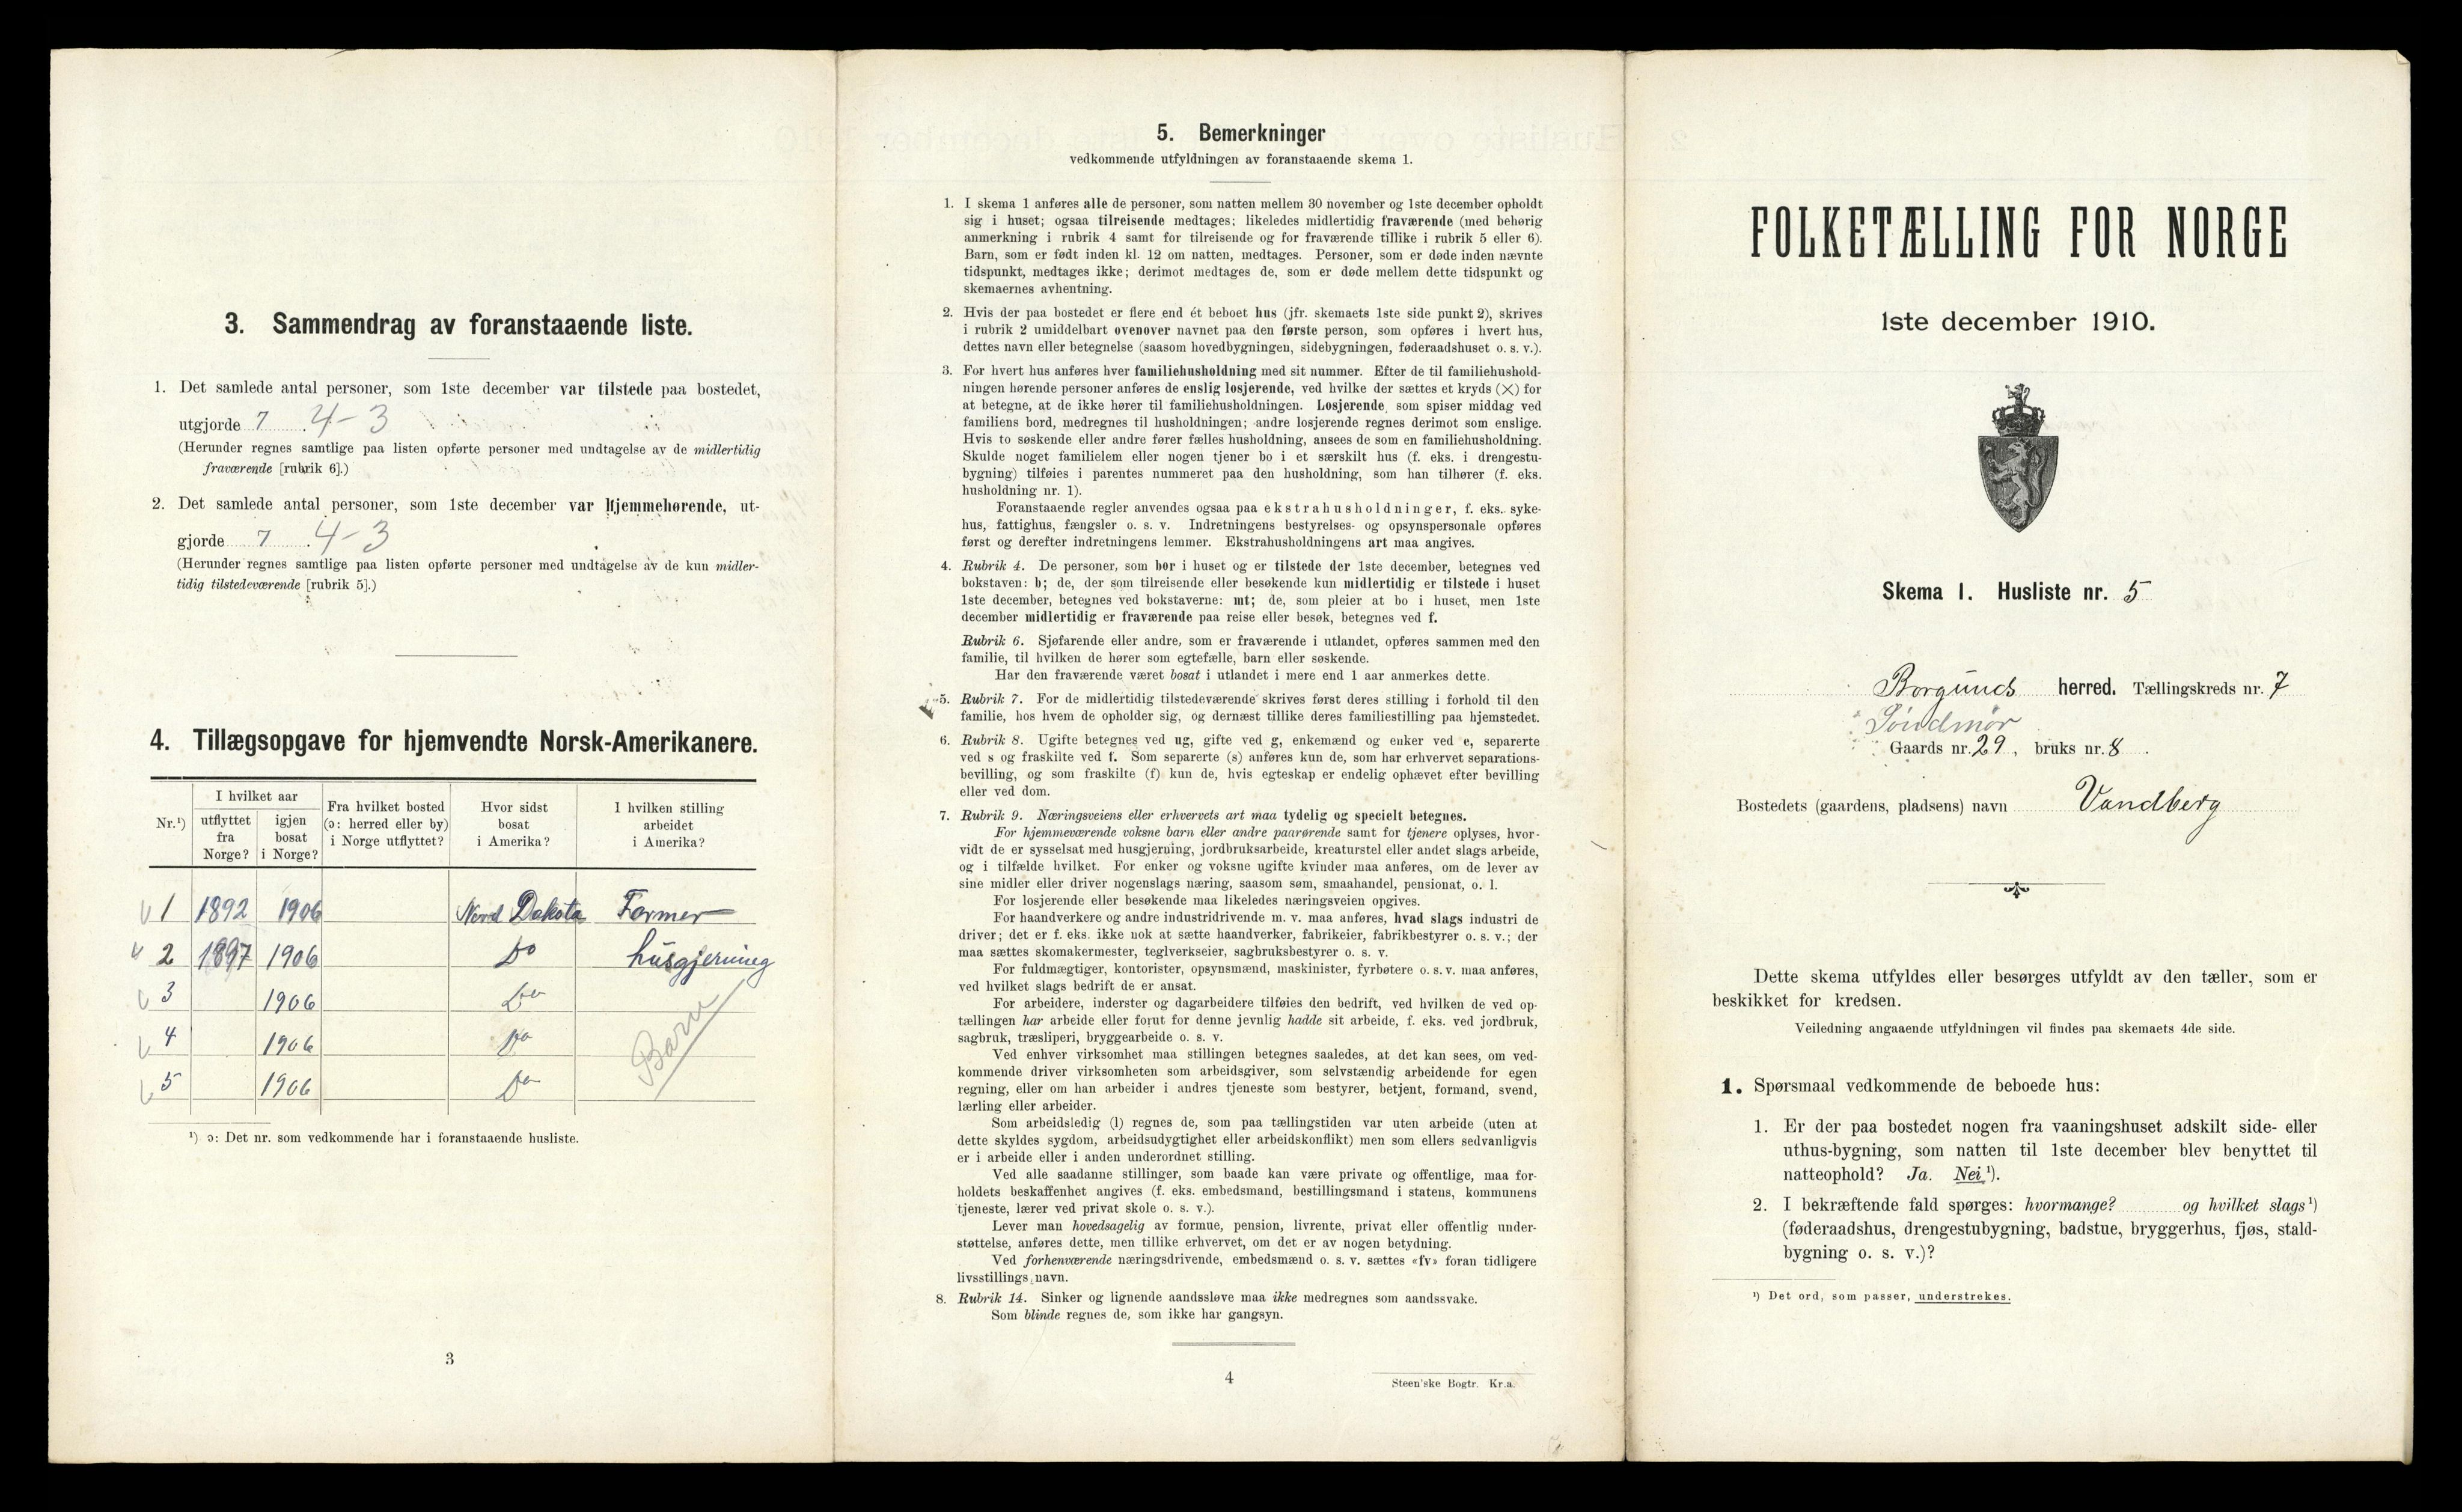 3. Sammendrag av foranstaaende liste.
1. Det samlede antal personer, som 1ste december var tilstede paa bostedet,
utgjorde 7 . 4-3
(Herunder regnes samtlige paa listen opførte personer med undtagelse av de midlertidig
fraværende [rubrik 6].)
2. Det samlede antal personer, som 1ste december var hjemmehørende, ut-
gjorde 7 . 4-3
(Herunder regnes samtlige paa listen opførte personer med undtagelse av de kun midler-
tidig tilstedeværende [rubrik 5].)
4. Tillægsopgave for hjemvendte Norsk-Amerikanere.
Nr.¹)
I hvilket aar
utflyttet
fra
Norge?
igjen
bosat
i Norge?
Fra hvilket bosted
(ɔ: herred eller by)
i Norge utflyttet?
Hvor sidst
bosat
i Amerika?
I hvilken stilling
arbeidet
i Amerika?
1 1892 1906 Nord Dakota Farmer
2 1897 1906 Do husgjerning
3 1906 Do
4 1906 Do Barn
5 1906 Do
¹) ɔ: Det nr. som vedkommende har i foranstaaende husliste.
3
5. Bemerkninger
vedkommende utfyldningen av foranstaaende skema 1.
1. I skema 1 anføres alle de personer, som natten mellem 30 november og 1ste december opholdt
sig i huset; ogsaa tilreisende medtages; likeledes midlertidig fraværende (med behørig
anmerkning i rubrik 4 samt for tilreisende og for fraværende tillike i rubrik 5 eller 6).
Barn, som er født inden kl. 12 om natten, medtages. Personer, som er døde inden nævnte
tidspunkt, medtages ikke; derimot medtages de, som er døde mellem dette tidspunkt og
skemaernes avhentning.
2. Hvis der paa bostedet er flere end ét beboet hus (jfr. skemaets 1ste side punkt 2), skrives
i rubrik 2 umiddelbart ovenover navnet paa den første person, som opføres i hvert hus,
dettes navn eller betegnelse (saasom hovedbygningen, sidebygningen, føderaadshuset o. s. v.).
3. For hvert hus anføres hver familiehusholdning med sit nummer. Efter de til familiehushold-
ningen hørende personer anføres de enslig losjerende, ved hvilke der sættes et kryds (×) for
at betegne, at de ikke hører til familiehusholdningen. Losjerende som spiser middag ved
familiens bord, medregnes til husholdningen; andre losjerende regnes derimot som enslige.
Hvis to søskende eller andre fører fælles husholdning, ansees de som en familiehusholdning.
Skulde noget familielem eller nogen tjener bo i et særskilt hus (f. eks. i drengestu-
bygning) tilføies i parentes nummeret paa den husholdning, som han tilhører (f. eks.
husholdning nr. 1).
Foranstaaende regler anvendes ogsaa paa ekstrahusholdninger, f. eks. syke-
hus, fattighus, fængsler o. s. v. Indretningens bestyrelses- og opsynspersonale opføres
først og derefter indretningens lemmer. Ekstrahusholdningens art maa angives.
4. Rubrik 4. De personer, som bor i huset og er tilstede der 1ste december, betegnes ved
bokstaven: b; de, der som tilreisende eller besøkende kun midlertidig er tilstede i huset
1ste december, betegnes ved bokstaverne: mt; de, som pleier at bo i huset, men 1ste
december midlertidig er fraværende paa reise eller besøk, betegnes ved f.
Rubrik 6. Sjøfarende eller andre, som er fraværende i utlandet, opføres sammen med den
familie, til hvilken de hører som egtefælle, barn eller søskende.
Har den fraværende været bosat i utlandet i mere end 1 aar anmerkes dette.
5. Rubrik 7. For de midlertidig tilstedeværende skrives først deres stilling i forhold til den
familie, hos hvem de opholder sig, og dernæst tillike deres familiestilling paa hjemstedet.
6. Rubrik 8. Ugifte betegnes ved ug, gifte ved g, enkemænd og enker ved e, separerte
ved s og fraskilte ved f. Som separerte (s) anføres kun de, som har erhvervet separations-
bevilling, og som fraskilte (f) kun de, hvis egteskap er endelig ophævet efter bevilling
eller ved dom.
7. Rubrik 9. Næringsveiens eller erhvervets art maa tydelig og specielt betegnes.
For hjemmeværende voksne barn eller andre paarørende samt for tjenere oplyses, hvor-
vidt de er sysselsat med husgjerning, jordbruksarbeide, kreaturstel eller andet slags arbeide,
og i tilfælde hvilket. For enker og voksne ugifte kvinder maa anføres, om de lever av
sine midler eller driver nogenslags næring, saasom søm, smaahandel, pensionat, o. l.
For losjerende eller besøkende maa likeledes næringsveien opgives.
For haandverkere og andre industridrivende m. v. maa anføres, hvad slags industri de
driver; det er f. eks. ikke nok at sætte haandverker, fabrikeier, fabrikbestyrer o. s. v.; der
maa sættes skomakermester, teglverkseier, sagbruksbestyrer o. s. v.
For fuldmægtiger, kontorister, opsynsmænd, maskinister, fyrbøtere o. s. v. maa anføres,
ved hvilket slags bedrift de er ansat.
For arbeidere, inderster og dagarbeidere tilføies den bedrift, ved hvilken de ved op-
tællingen har arbeide eller forut for denne jevnlig hadde sit arbeide, f. eks. ved jordbruk,
sagbruk, træsliperi, bryggearbeide o. s. v.
Ved enhver virksomhet maa stillingen betegnes saaledes, at det kan sees, om ved-
kommende driver virksomheten som arbeidsgiver, som selvstændig arbeidende for egen
regning, eller om han arbeider i andres tjeneste som bestyrer, betjent, formand, svend,
lærling eller arbeider.
Som arbeidsledig (l) regnes de, som paa tællingstiden var uten arbeide (uten at
dette skyldes sygdom, arbeidsudygtighet eller arbeidskonflikt) men som ellers sedvanligvis
er i arbeide eller i anden underordnet stilling.
Ved alle saadanne stillinger, som baade kan være private og offentlige, maa for-
holdets beskaffenhet angives (f. eks. embedsmand, bestillingsmand i statens, kommunens
tjeneste, lærer ved privat skole o. s. v.).
Lever man hovedsagelig av formue, pension, livrente, privat eller offentlig under-
støttelse, anføres dette, men tillike erhvervet, om det er av nogen betydning.
Ved forhenværende næringsdrivende, embedsmænd o. s. v. sættes «fv» foran tidligere
livsstillings navn.
8. Rubrik 14. Sinker og lignende aandssløve maa ikke medregnes som aandssvake.
Som blinde regnes de, som ikke har gangsyn.
4
Steen'ske Bogtr. Kr.a.
FOLKETÆLLING FOR NORGE
1ste december 1910.
Skema 1. Husliste nr. 5
Borgunds herred. Tællingskreds nr. 7
Søndmør
Gaards nr. 29, bruks nr. 8 .
Bostedets (gaardens, pladsens) navn Vandberg
Dette skema utfyldes eller besørges utfyldt av den tæller, som er
beskikket for kredsen.
Veiledning angaaende utfyldningen vil findes paa skemaets 4de side.
1. Spørsmaal vedkommende de beboede hus:
1. Er der paa bostedet nogen fra vaaningshuset adskilt side- eller
uthus-bygning, som natten til 1ste december blev benyttet til
natteophold? Ja. Nei ¹).
2. I bekræftende fald spørges: hvormange? og hvilket slags ¹)
(føderaadshus, drengestubygning, badstue, bryggerhus, fjøs, stald-
bygning o. s. v.)?
¹) Det ord, som passer, understrekes.